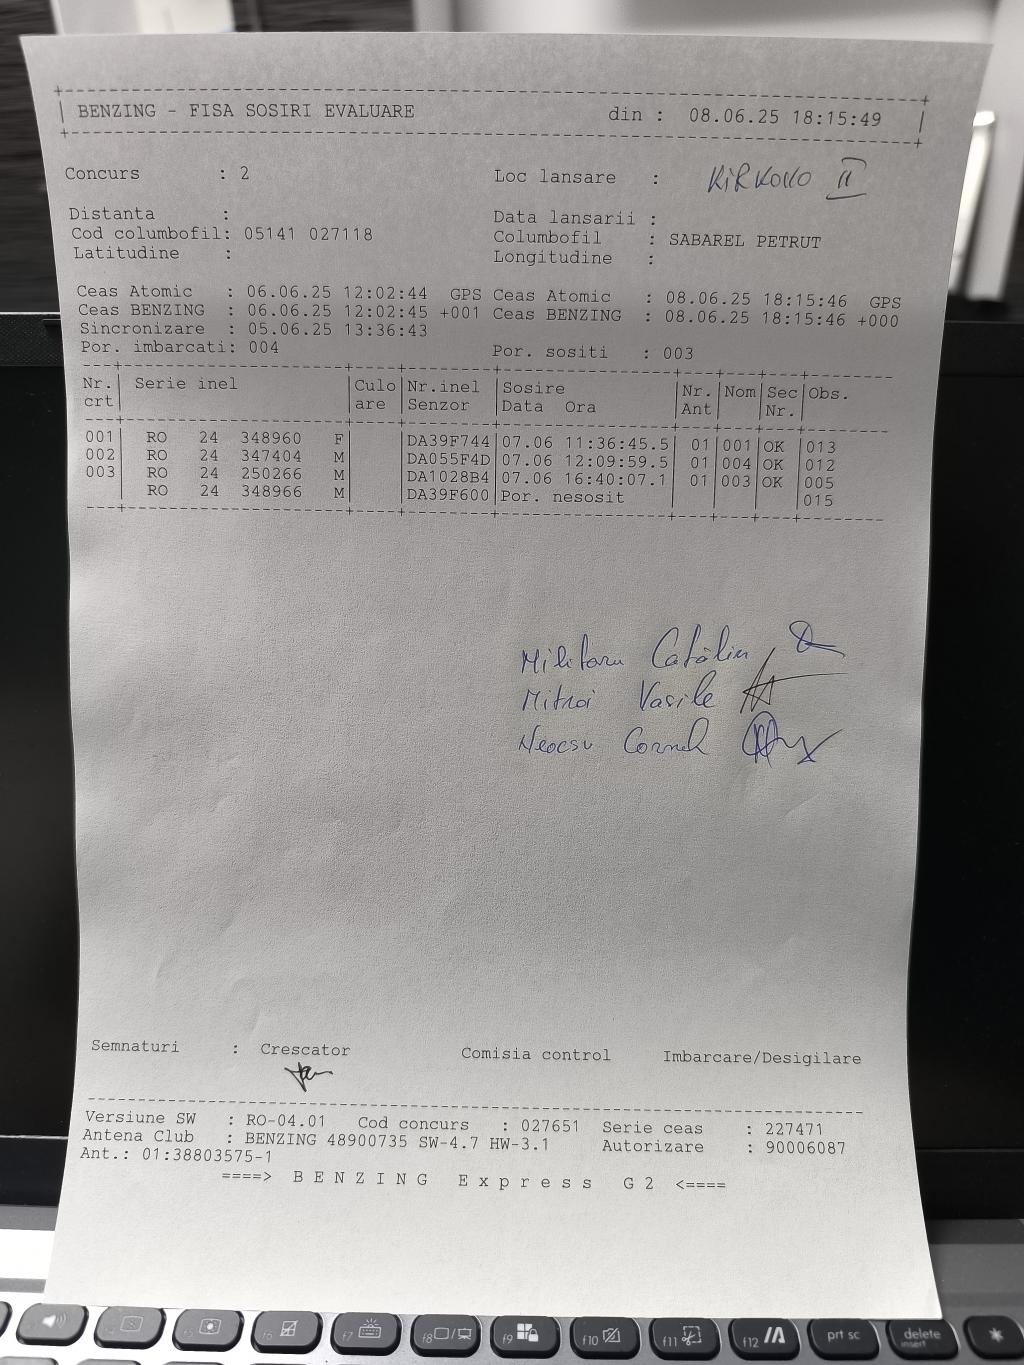 BENZING - FISA SOSIRI EVALUARE din : 08.06.25 18:15:49
Concurs : 2 Loc lansare : KIRKOVO II
Distanta : Data lansarii :
Cod columbofil: 05141 027118 Columbofil : SABAREL PETRUT
Latitudine : Longitudine :
Ceas Atomic : 06.06.25 12:02:44 GPS Ceas Atomic : 08.06.25 18:15:46 GPS
Ceas BENZING : 06.06.25 12:02:45 +001 Ceas BENZING : 08.06.25 18:15:46 +000
Sincronizare : 05.06.25 13:36:43
Por. imbarcati: 004 Por. sositi : 003
Nr. Serie inel Culo Nr.inel Sosire Nr. Nom Sec Obs.
crt are Senzor Data Ora Ant Nr.
001 RO 24 348960 F DA39F744 07.06 11:36:45.5 01 001 OK 013
002 RO 24 347404 M DA055F4D 07.06 12:09:59.5 01 004 OK 012
003 RO 24 250266 M DA1028B4 07.06 16:40:07.1 01 003 OK 005
RO 24 348966 M DA39F600 Por. nesosit 015
Militaru Cătălin
Mitroi Vasile
Neocsu Cornel
Semnaturi : Crescator Comisia control Imbarcare/Desigilare
Versiune SW : RO-04.01 Cod concurs : 027651 Serie ceas : 227471
Antena Club : BENZING 48900735 SW-4.7 HW-3.1 Autorizare : 90006087
Ant.: 01:38803575-1
====> B E N Z I N G E x p r e s s G 2 <====
f6 f7 f8 f9 f10 f11 f12 prt sc delete
insert